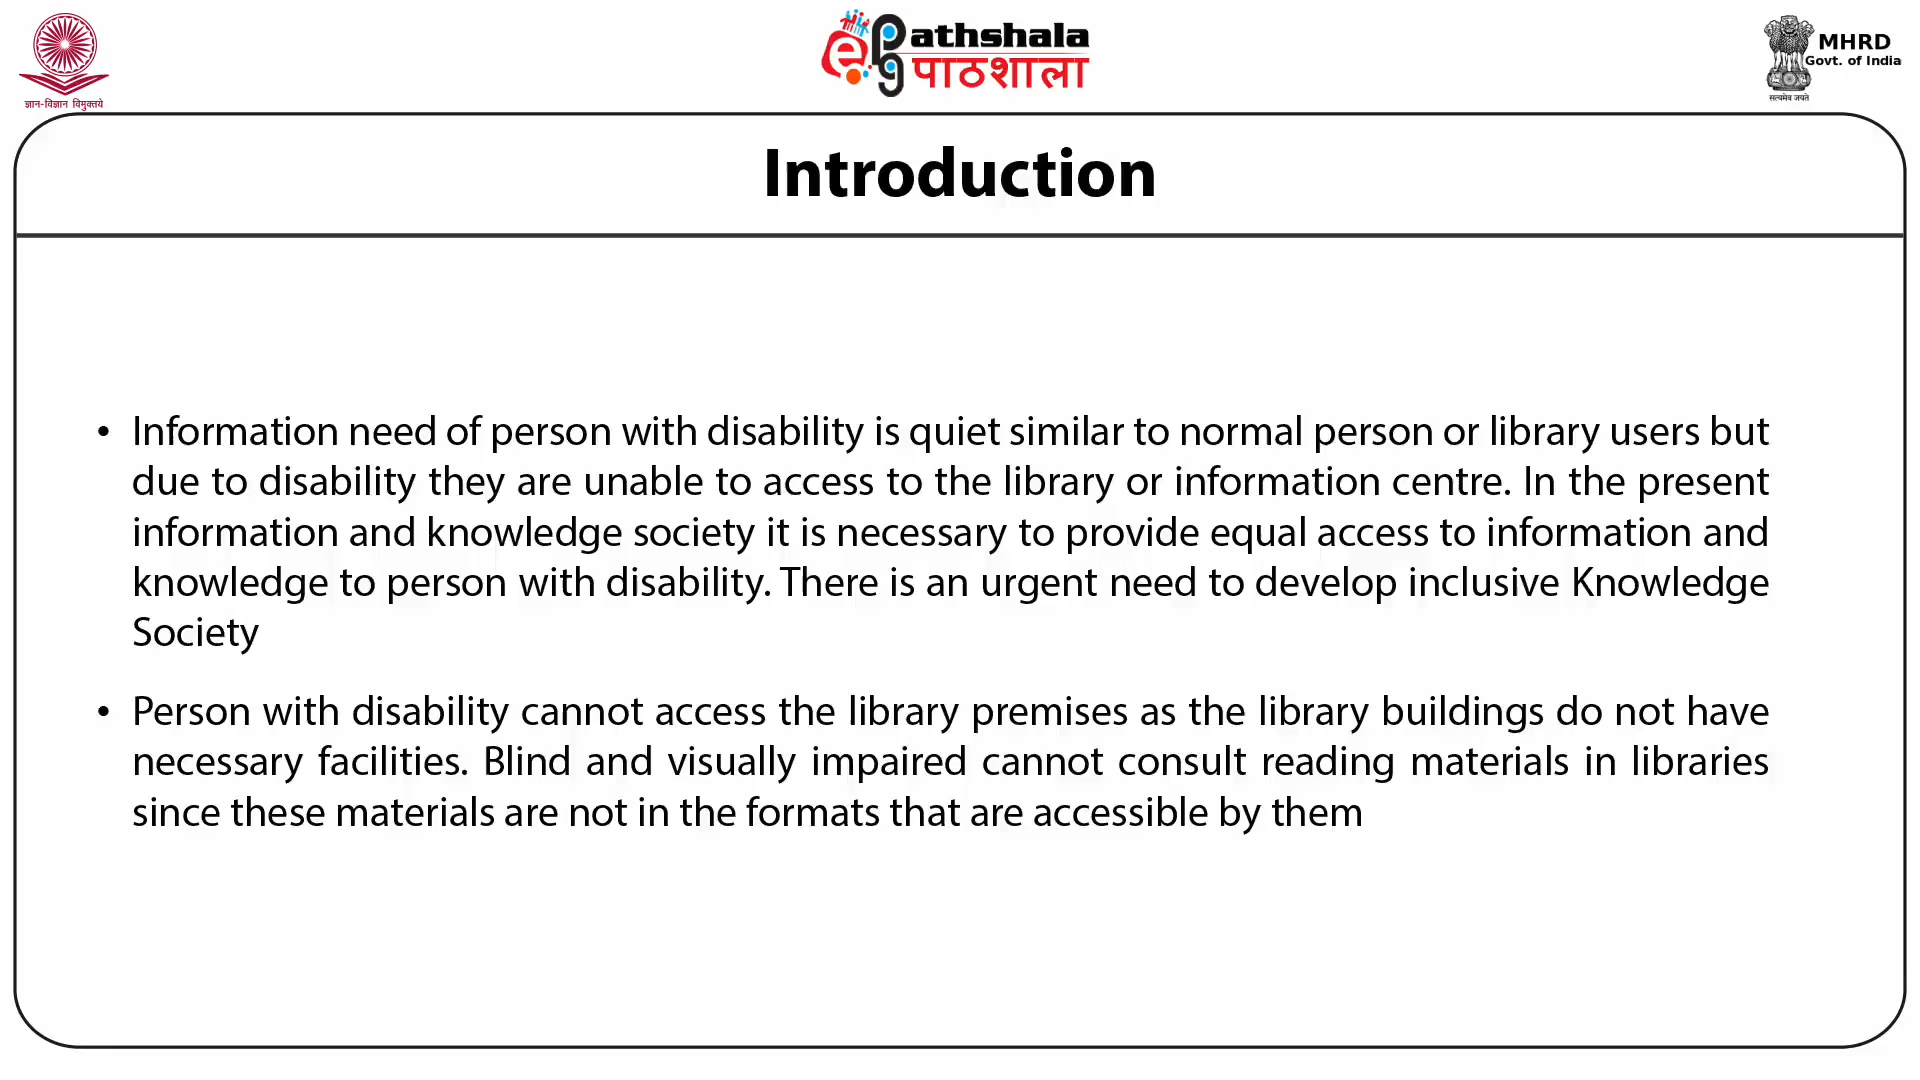 ज्ञान-विज्ञान विमुक्तये
ePathshala
पाठशाला
MHRD
Govt. of India
सत्यमेव जयते
Introduction
• Information need of person with disability is quiet similar to normal person or library users but
due to disability they are unable to access to the library or information centre. In the present
information and knowledge society it is necessary to provide equal access to information and
knowledge to person with disability. There is an urgent need to develop inclusive Knowledge
Society
• Person with disability cannot access the library premises as the library buildings do not have
necessary facilities. Blind and visually impaired cannot consult reading materials in libraries
since these materials are not in the formats that are accessible by them